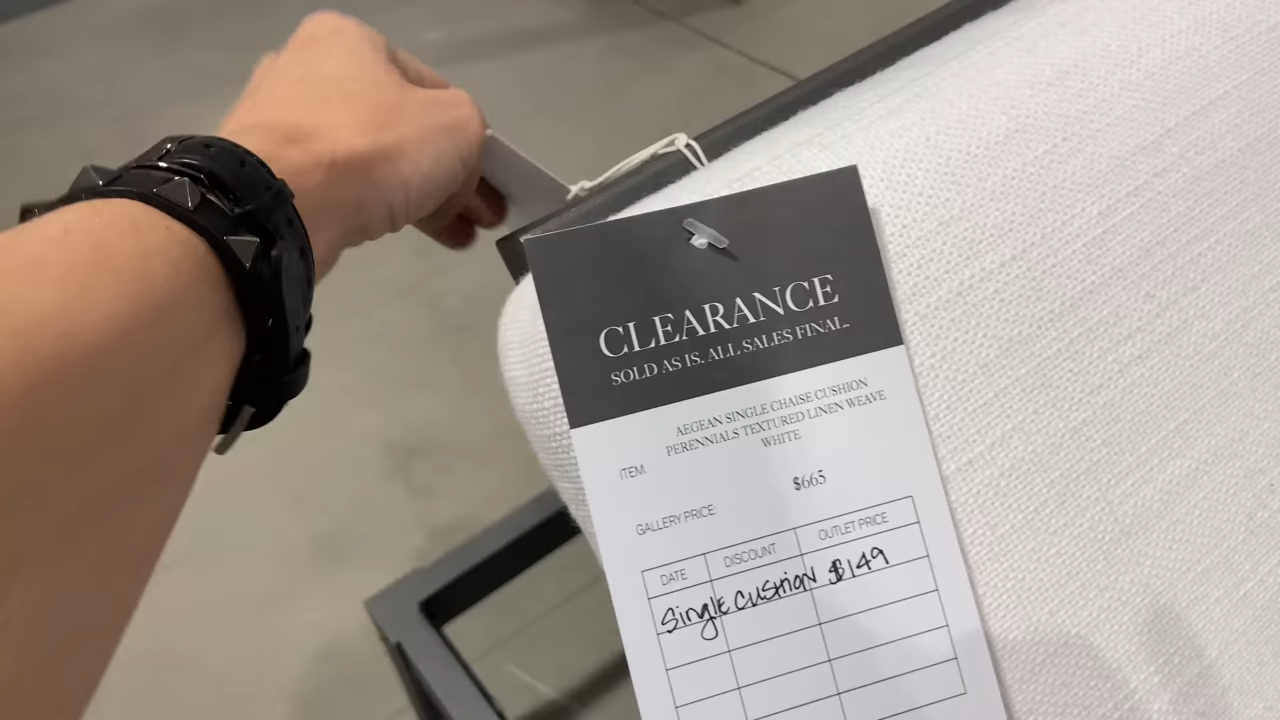 CLEARANCE
SOLD AS IS. ALL SALES FINAL.
AEGEAN SINGLE CHAISE CUSHION
PERENNIALS TEXTURED LINEN WEAVE
WHITE
ITEM
$665
GALLERY PRICE:
DATE DISCOUNT OUTLET PRICE
Single CUSHION $149